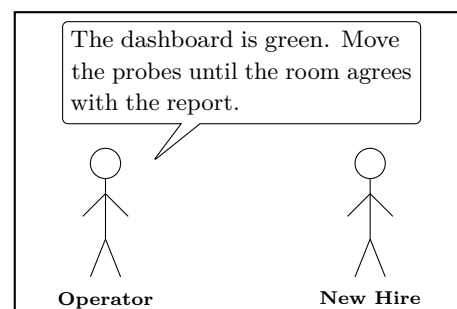 The dashboard is green. Move
the probes until the room agrees
with the report.
Operator
New Hire